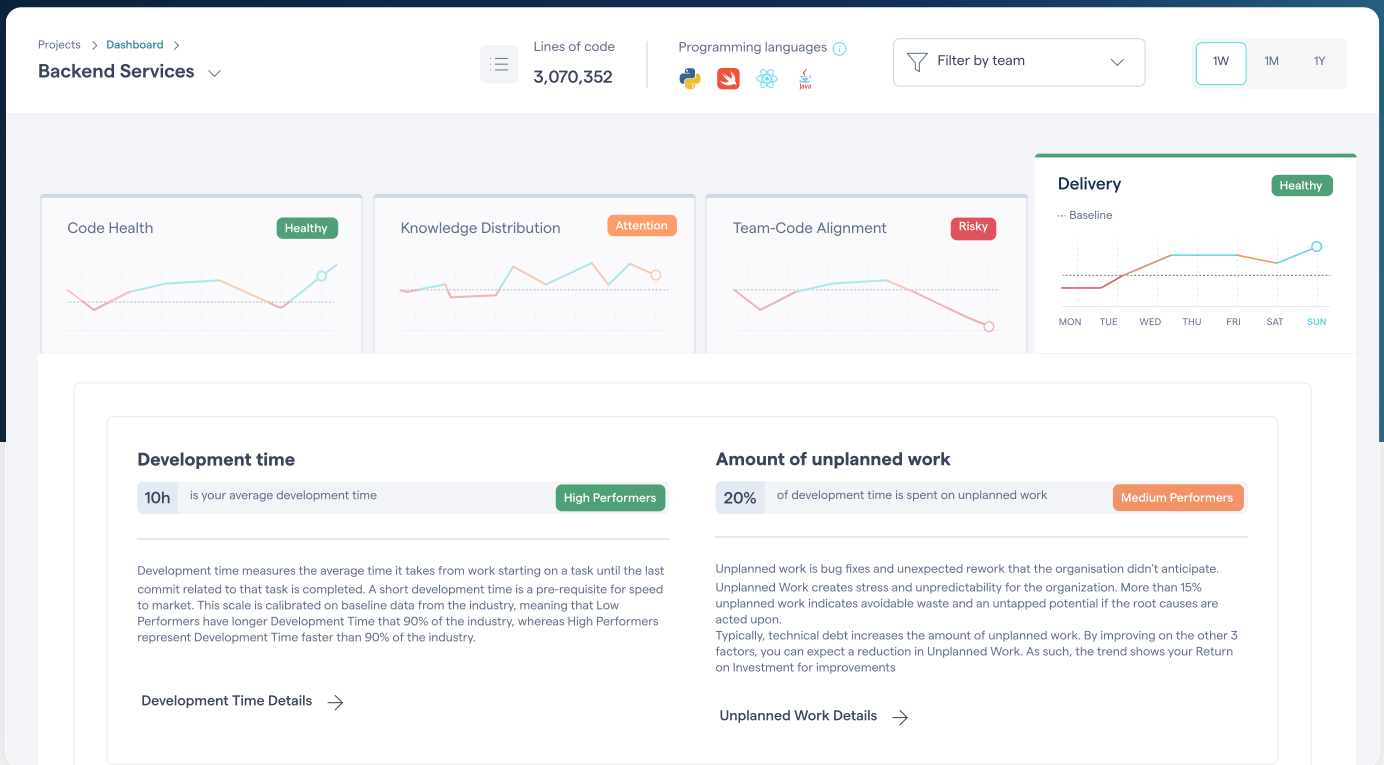 Projects
Dashboard
Backend Services
Lines of code
3,070,352
Programming languages
Java
Filter by team
1W
1M
1Y
Code Health
Healthy
Knowledge Distribution
Attention
Team-Code Alignment
Risky
Delivery
Healthy
Baseline
MON TUE WED THU FRI SAT SUN
Development time
10h
is your average development time
High Performers
Development time measures the average time it takes from work starting on a task until the last
commit related to that task is completed. A short development time is a pre-requisite for speed
to market. This scale is calibrated on baseline data from the industry, meaning that Low
Performers have longer Development Time that 90% of the industry, whereas High Performers
represent Development Time faster than 90% of the industry.
Development Time Details
Amount of unplanned work
20%
of development time is spent on unplanned work
Medium Performers
Unplanned work is bug fixes and unexpected rework that the organisation didn't anticipate.
Unplanned Work creates stress and unpredictability for the organization. More than 15%
unplanned work indicates avoidable waste and an untapped potential if the root causes are
acted upon.
Typically, technical debt increases the amount of unplanned work. By improving on the other 3
factors, you can expect a reduction in Unplanned Work. As such, the trend shows your Return
on Investment for improvements
Unplanned Work Details